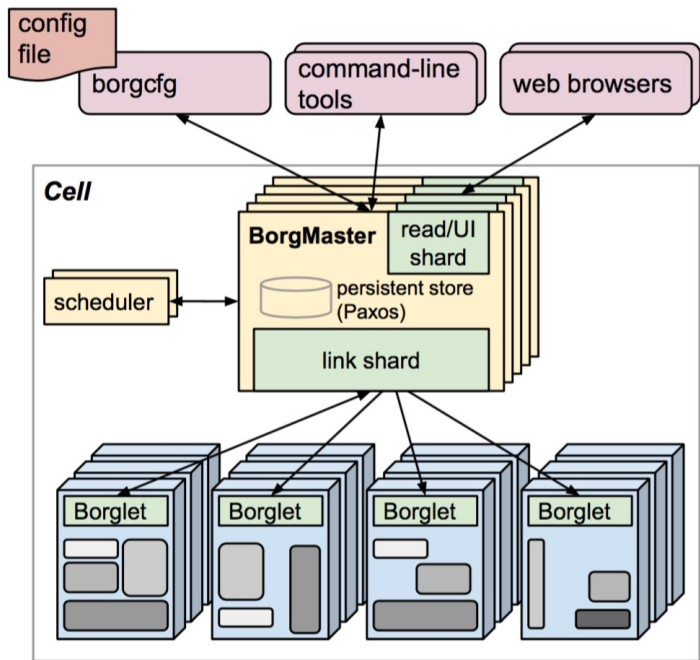 config
file
borgcfg
command-line
tools
web browsers
Cell
BorgMaster
read/UI
shard
persistent store
(Paxos)
scheduler
link shard
Borglet
Borglet
Borglet
Borglet